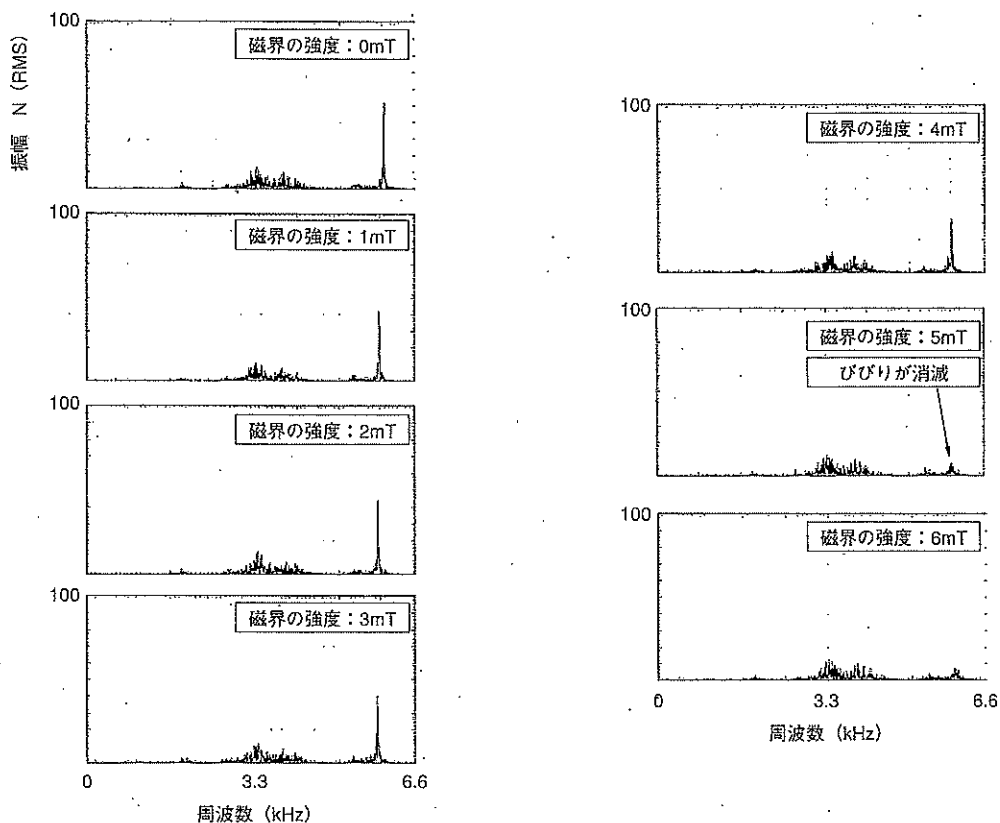 振幅 N (RMS)
100
磁界の強度：0mT
100
磁界の強度：1mT
100
磁界の強度：2mT
100
磁界の強度：3mT
0
3.3
6.6
周波数 (kHz)
100
磁界の強度：4mT
100
磁界の強度：5mT
びびりが消滅
100
磁界の強度：6mT
0
3.3
6.6
周波数 (kHz)